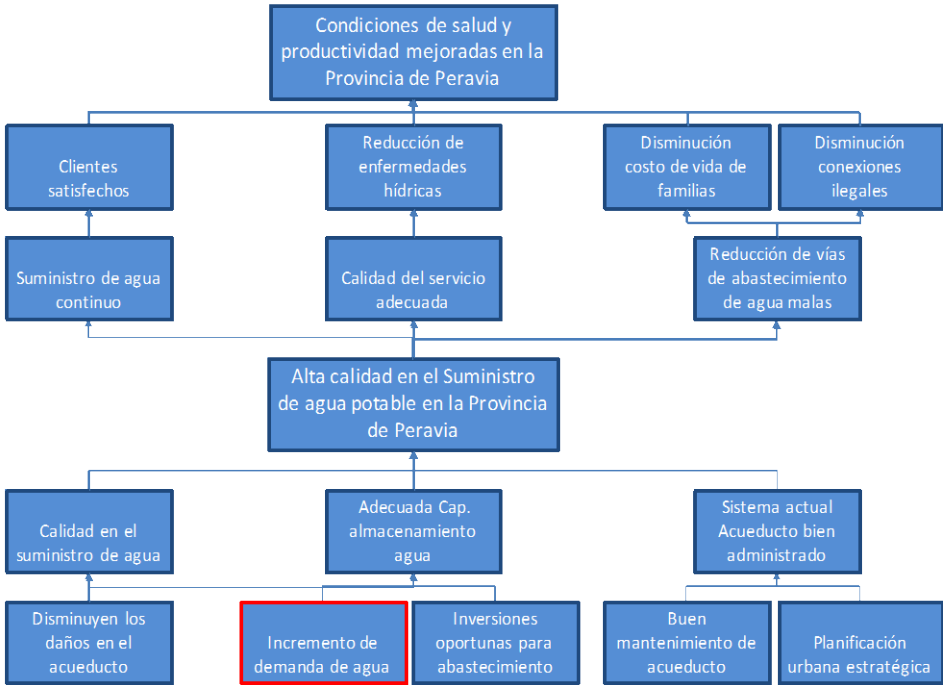 Condiciones de salud y
productividad mejoradas en la
Provincia de Peravia
Clientes
satisfechos
Reducción de
enfermedades
hídricas
Disminución
costo de vida de
familias
Disminución
conexiones
ilegales
Suministro de agua
continuo
Calidad del servicio
adecuada
Reducción de vías
de abastecimiento
de agua malas
Alta calidad en el Suministro
de agua potable en la Provincia
de Peravia
Calidad en el
suministro de agua
Adecuada Cap.
almacenamiento
agua
Sistema actual
Acueducto bien
administrado
Disminuyen los
daños en el
acueducto
Incremento de
demanda de agua
Inversiones
oportunas para
abastecimiento
Buen
mantenimiento de
acueducto
Planificación
urbana estratégica